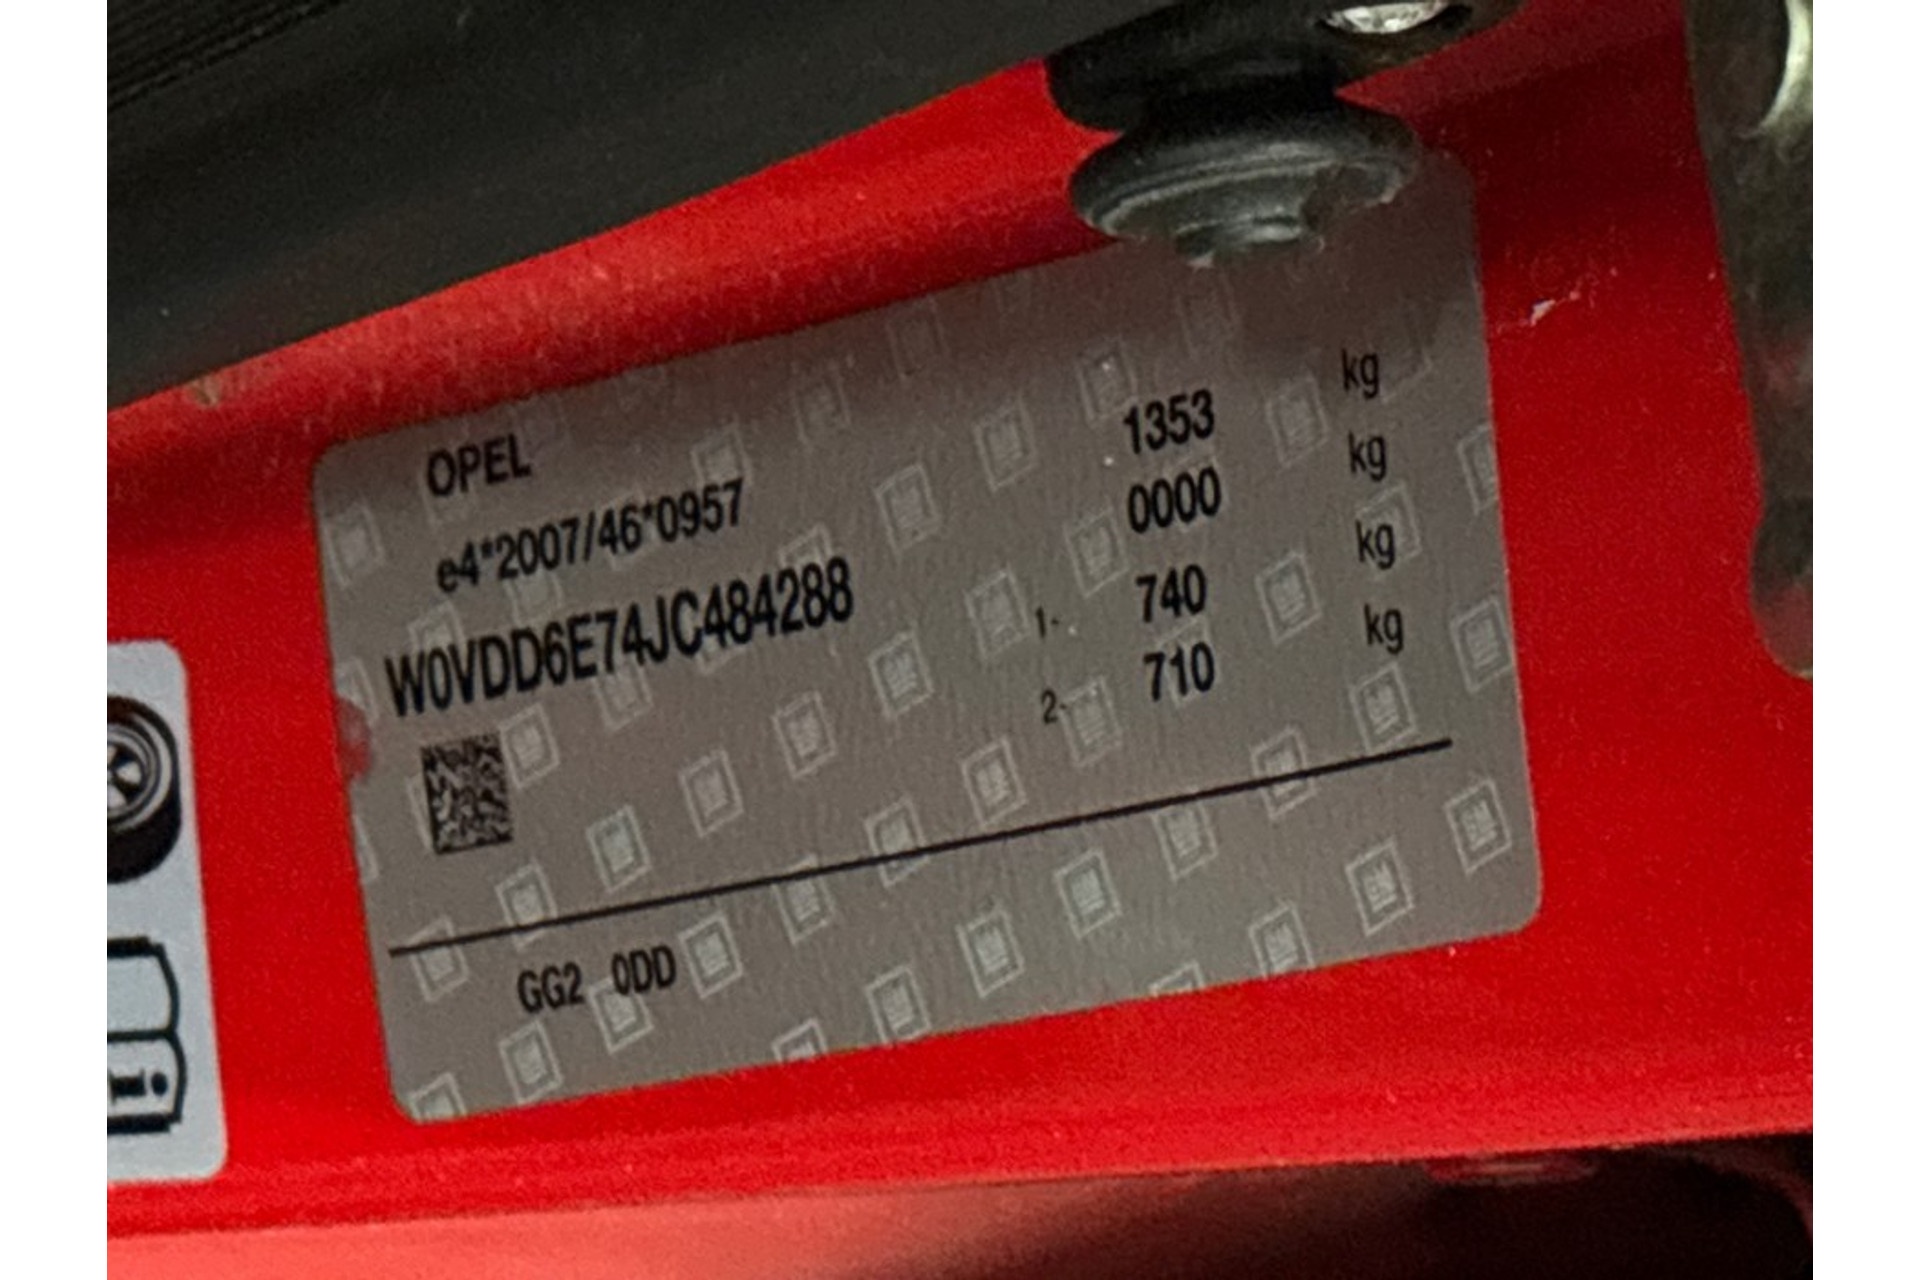 OPEL
e4*2007/46*0957
W0VDD6E74JC484288
1353 kg
0000 kg
1- 740 kg
2- 710 kg
GG2 0DD
i